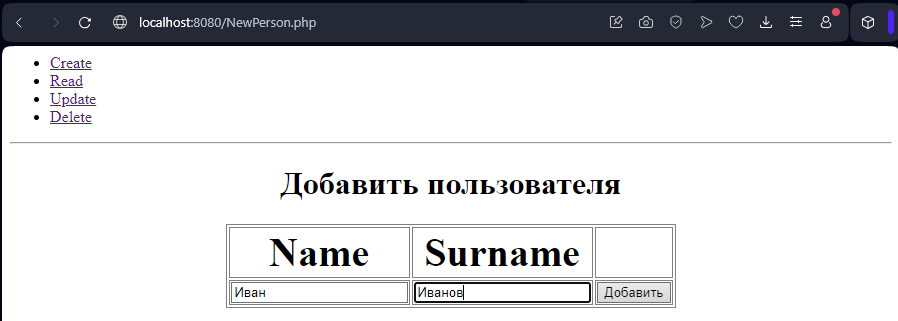 localhost:8080/NewPerson.php
Create
Read
Update
Delete
Добавить пользователя
Name Surname
Иван Иванов Добавить